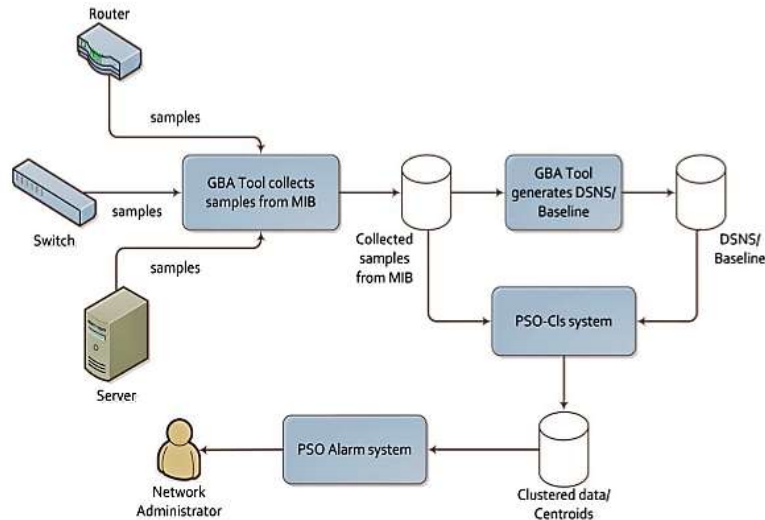 Router
samples
GBA Tool collects
samples from MIB
samples
Switch
samples
Server
Collected
samples
from MIB
GBA Tool
generates DSNS/
Baseline
DSNS/
Baseline
PSO-Cls system
PSO Alarm system
Network
Administrator
Clustered data/
Centroids